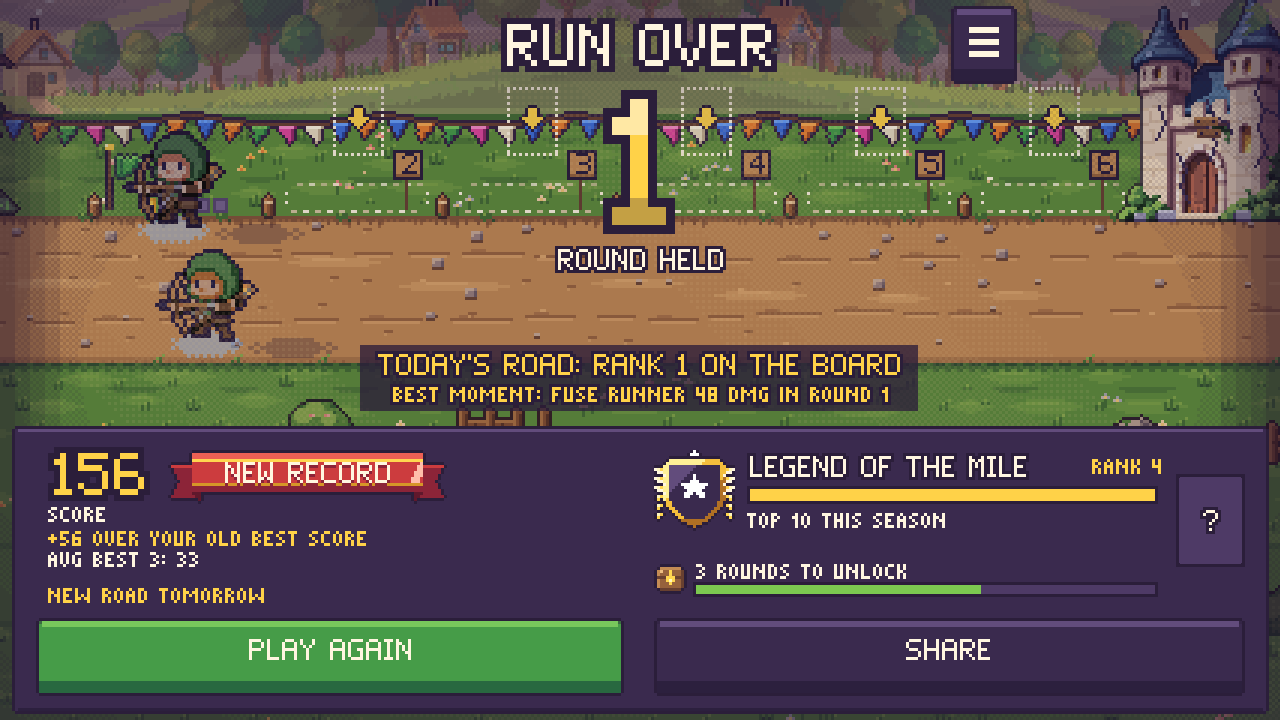 RUN OVER
2
3
4
5
6
1
ROUND HELD
TODAY'S ROAD: RANK 1 ON THE BOARD
BEST MOMENT: FUSE RUNNER 48 DMG IN ROUND 1
156
NEW RECORD
SCORE
+56 OVER YOUR OLD BEST SCORE
AVG BEST 3: 33
NEW ROAD TOMORROW
LEGEND OF THE MILE
RANK 4
TOP 10 THIS SEASON
?
3 ROUNDS TO UNLOCK
PLAY AGAIN
SHARE